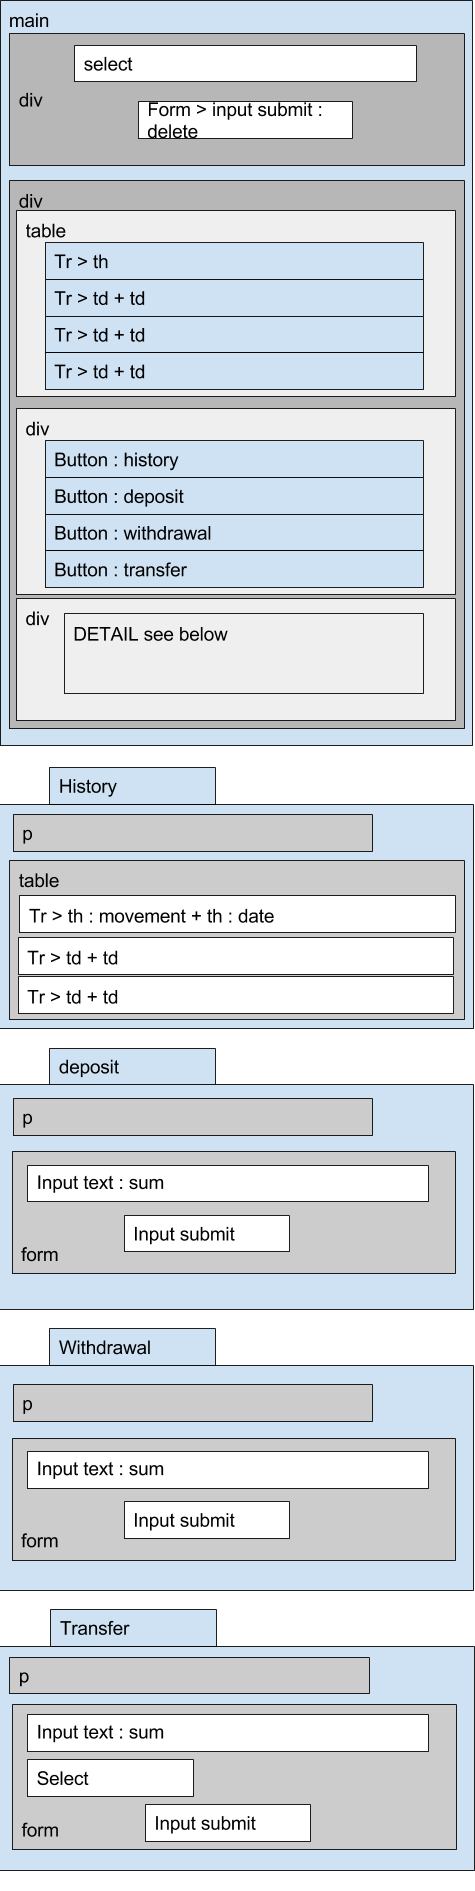 main
select
div
Form > input submit :
delete
div
table
Tr > th
Tr > td + td
Tr > td + td
Tr > td + td
div
Button : history
Button : deposit
Button : withdrawal
Button : transfer
div
DETAIL see below
History
p
table
Tr > th : movement + th : date
Tr > td + td
Tr > td + td
deposit
p
Input text : sum
Input submit
form
Withdrawal
p
Input text : sum
Input submit
form
Transfer
p
Input text : sum
Select
Input submit
form